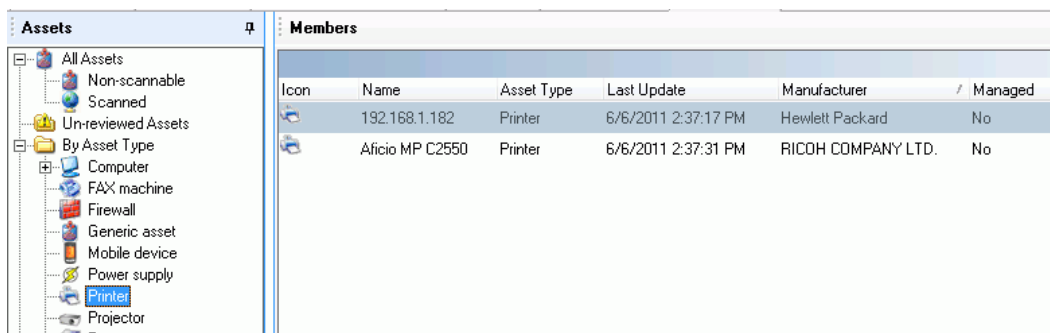 Assets
All Assets
Non-scannable
Scanned
Un-reviewed Assets
By Asset Type
Computer
FAX machine
Firewall
Generic asset
Mobile device
Power supply
Printer
Projector
Members
Icon Name Asset Type Last Update Manufacturer Managed
192.168.1.182 Printer 6/6/2011 2:37:17 PM Hewlett Packard No
Aficio MP C2550 Printer 6/6/2011 2:37:31 PM RICOH COMPANY LTD. No